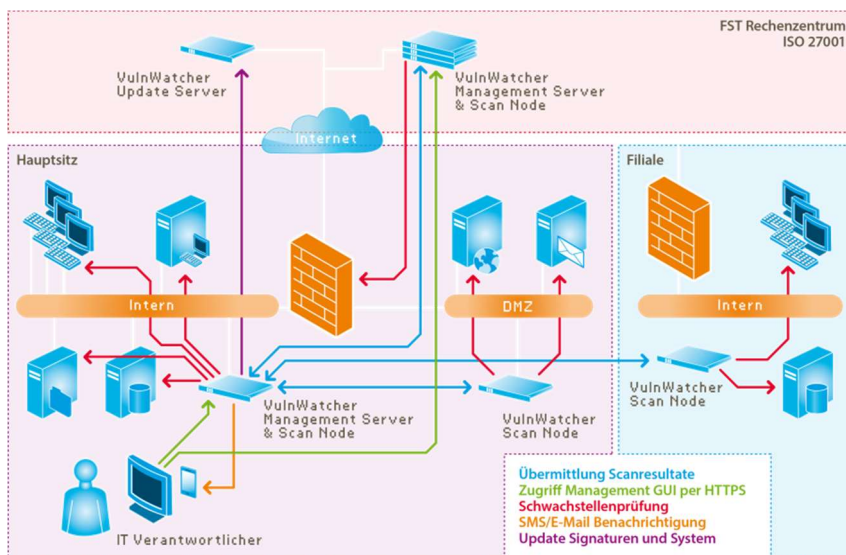 FST Rechenzentrum
ISO 27001
VulnWatcher
Update Server
VulnWatcher
Management Server
& Scan Node
Internet
Hauptsitz
Filiale
Intern
DMZ
Intern
VulnWatcher
Management Server
& Scan Node
VulnWatcher
Scan Node
VulnWatcher
Scan Node
IT Verantwortlicher
Übermittlung Scanresultate
Zugriff Management GUI per HTTPS
Schwachstellenprüfung
SMS/E-Mail Benachrichtigung
Update Signaturen und System